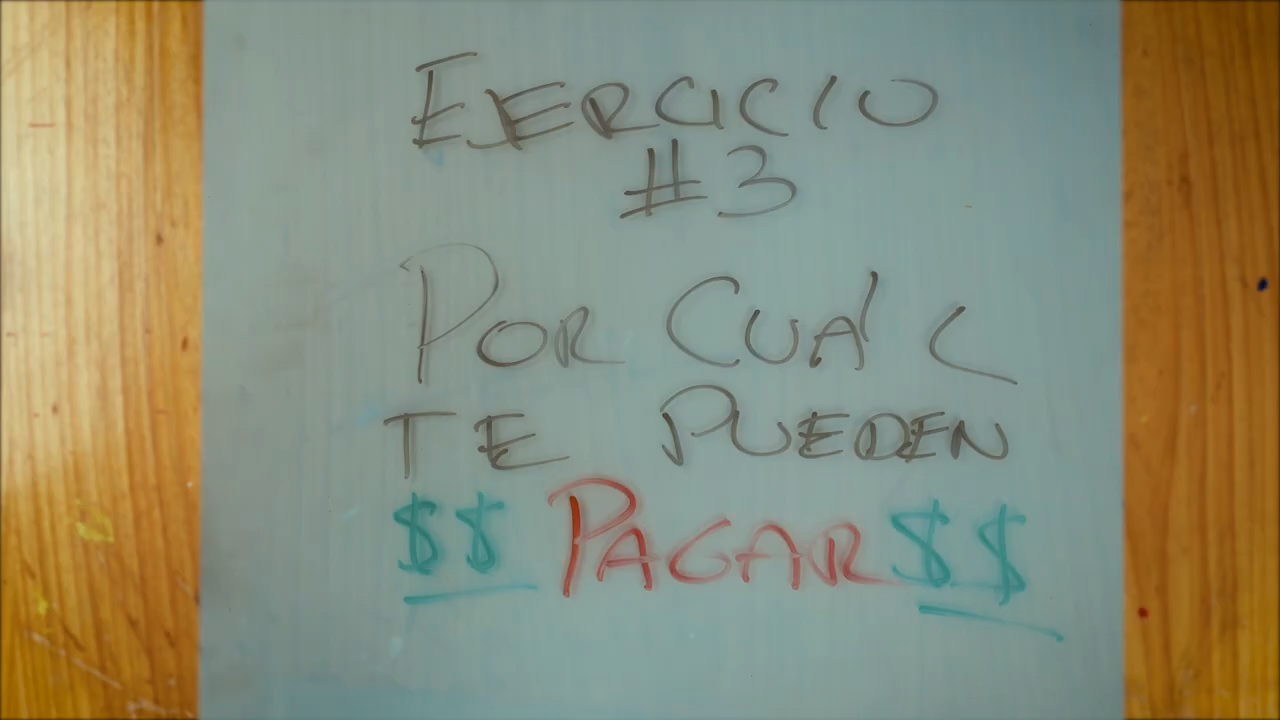 EJERCICIO
#3
POR CUAL
TE PUEDEN
$$ PAGAR $$